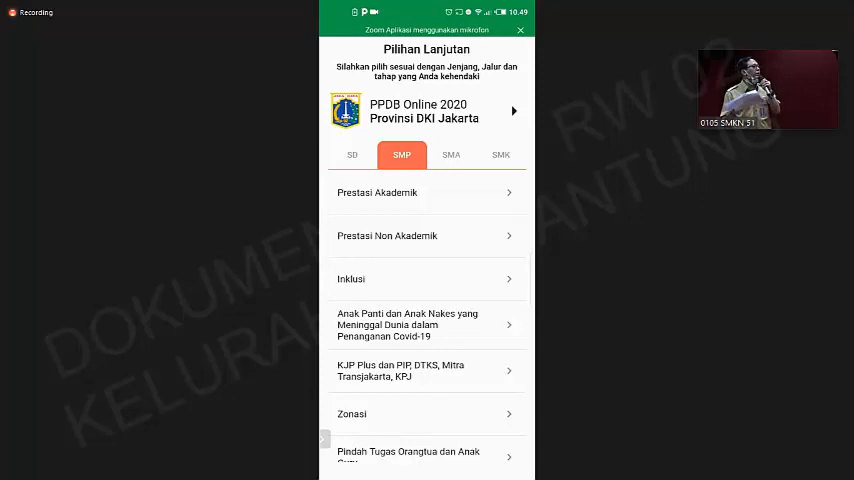 Recording
10.49
Zoom Aplikasi menggunakan mikrofon
Pilihan Lanjutan
Silahkan pilih sesuai dengan Jenjang, Jalur dan
tahap yang Anda kehendaki
PPDB Online 2020
Provinsi DKI Jakarta
SD SMP SMA SMK
Prestasi Akademik
Prestasi Non Akademik
Inklusi
Anak Panti dan Anak Nakes yang
Meninggal Dunia dalam
Penanganan Covid-19
KJP Plus dan PIP, DTKS, Mitra
Transjakarta, KPJ
Zonasi
Pindah Tugas Orangtua dan Anak
0105 SMKN 51
DOKUMEN
RW 02
KELURAH
ANTUNG